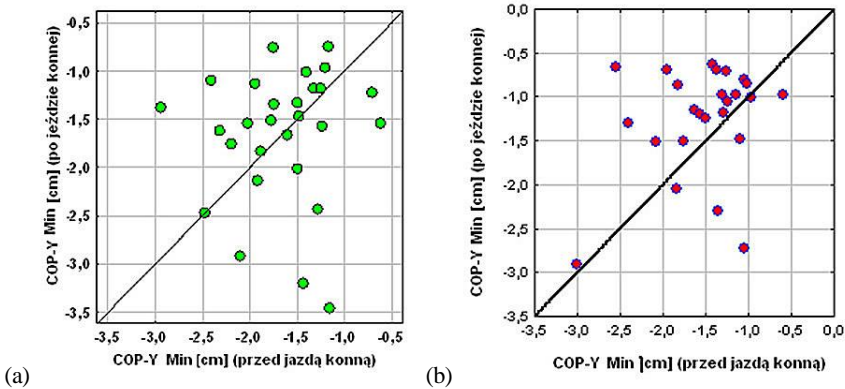 -0,5
-1,0
-1,5
-2,0
-2,5
-3,0
-3,5
COP-Y Min [cm] (po jeździe konnej)
-3,5 -3,0 -2,5 -2,0 -1,5 -1,0 -0,5
COP-Y Min [cm] (przed jazdą konną)
(a)
0,0
-0,5
-1,0
-1,5
-2,0
-2,5
-3,0
-3,5
COP-Y Min [cm] (po jeździe konnej)
-3,5 -3,0 -2,5 -2,0 -1,5 -1,0 -0,5 0,0
COP-Y Min ]cm] (przed jazdą konną)
(b)